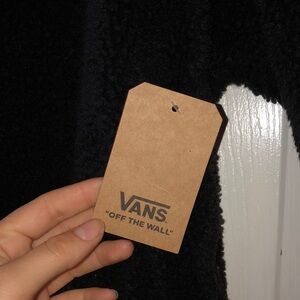 VANS
"OFF THE WALL"